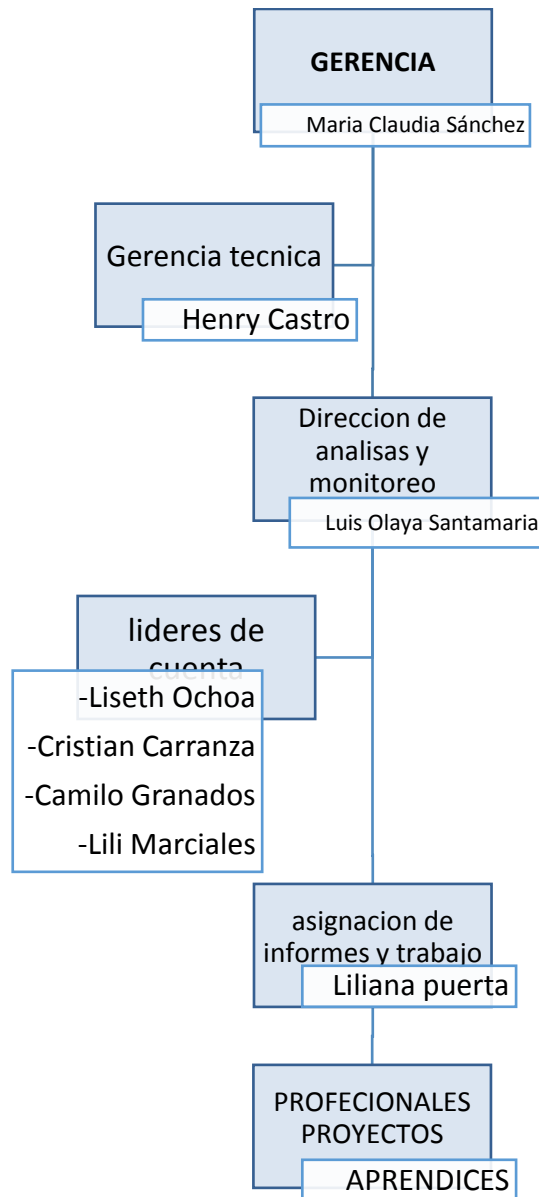 GERENCIA
Maria Claudia Sánchez
Gerencia tecnica
Henry Castro
Direccion de
analisas y
monitoreo
Luis Olaya Santamaria
lideres de
cuenta
-Liseth Ochoa
-Cristian Carranza
-Camilo Granados
-Lili Marciales
asignacion de
informes y trabajo
Liliana puerta
PROFECIONALES
PROYECTOS
APRENDICES